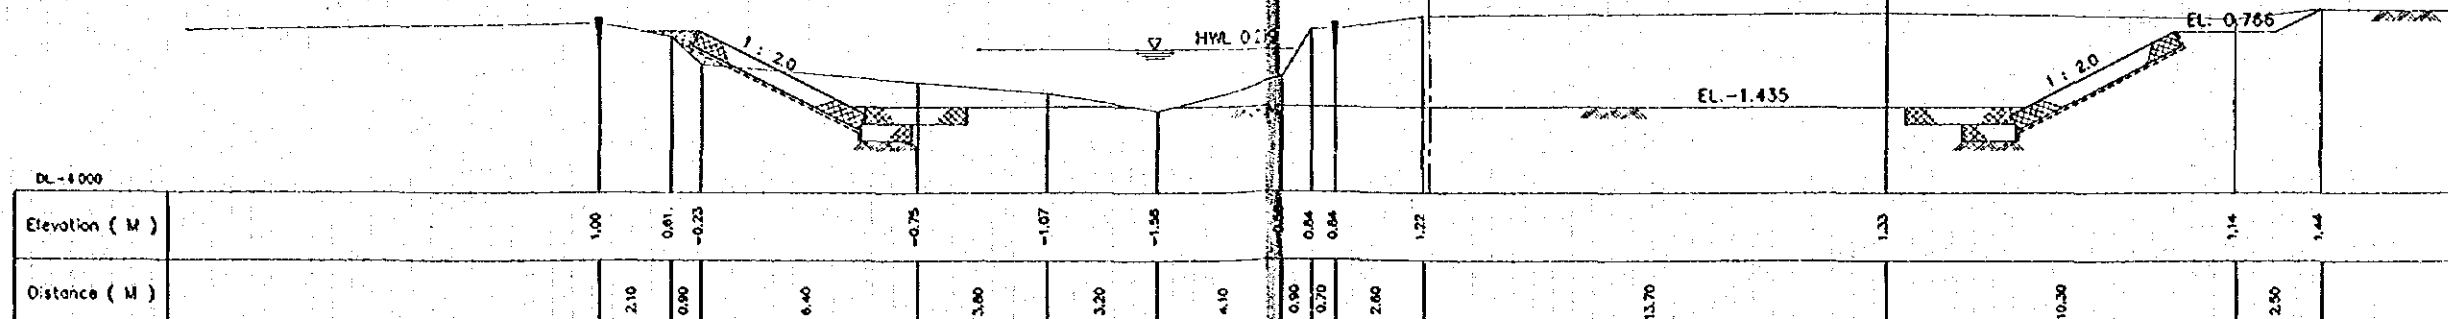 EL. 0.766
HWL 0.2
1 : 2.0
1 : 2.0
EL.-1.435
DL-4.000
Elevation ( M ) 1.00 0.61 -0.23 -0.75 -1.07 -1.56 0.84 0.84 1.22 1.33 1.14 1.44
Distance ( M ) 2.10 0.90 6.40 3.80 3.20 4.10 0.90 0.70 2.60 13.70 10.30 2.50